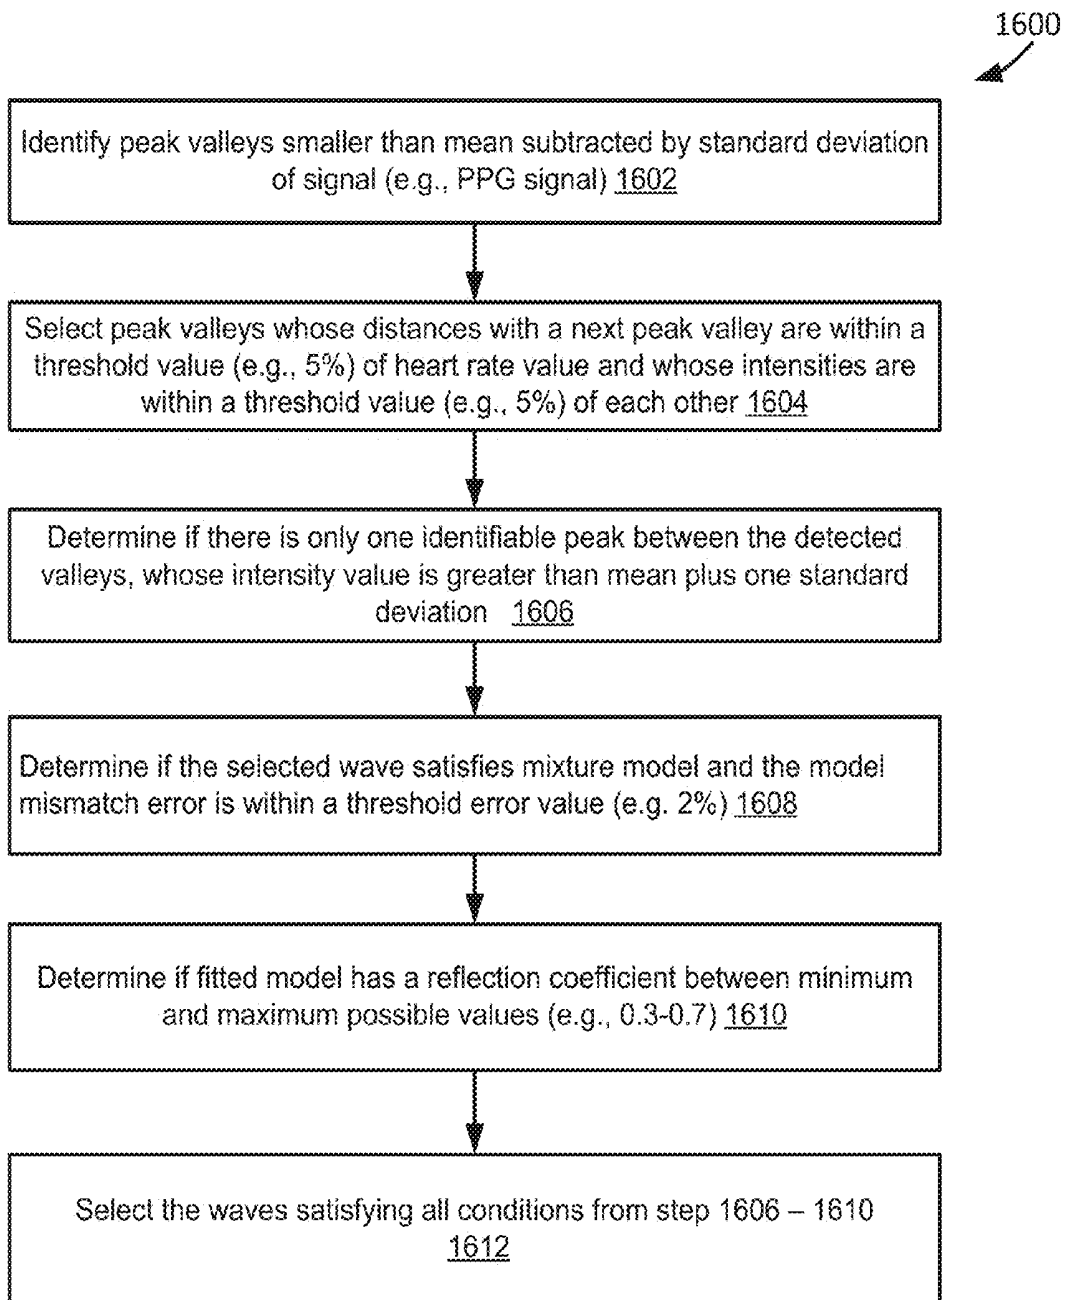 1600
Identify peak valleys smaller than mean subtracted by standard deviation
of signal (e.g., PPG signal) 1602
Select peak valleys whose distances with a next peak valley are within a
threshold value (e.g., 5%) of heart rate value and whose intensities are
within a threshold value (e.g., 5%) of each other 1604
Determine if there is only one identifiable peak between the detected
valleys, whose intensity value is greater than mean plus one standard
deviation 1606
Determine if the selected wave satisfies mixture model and the model
mismatch error is within a threshold error value (e.g. 2%) 1608
Determine if fitted model has a reflection coefficient between minimum
and maximum possible values (e.g., 0.3-0.7) 1610
Select the waves satisfying all conditions from step 1606 – 1610
1612